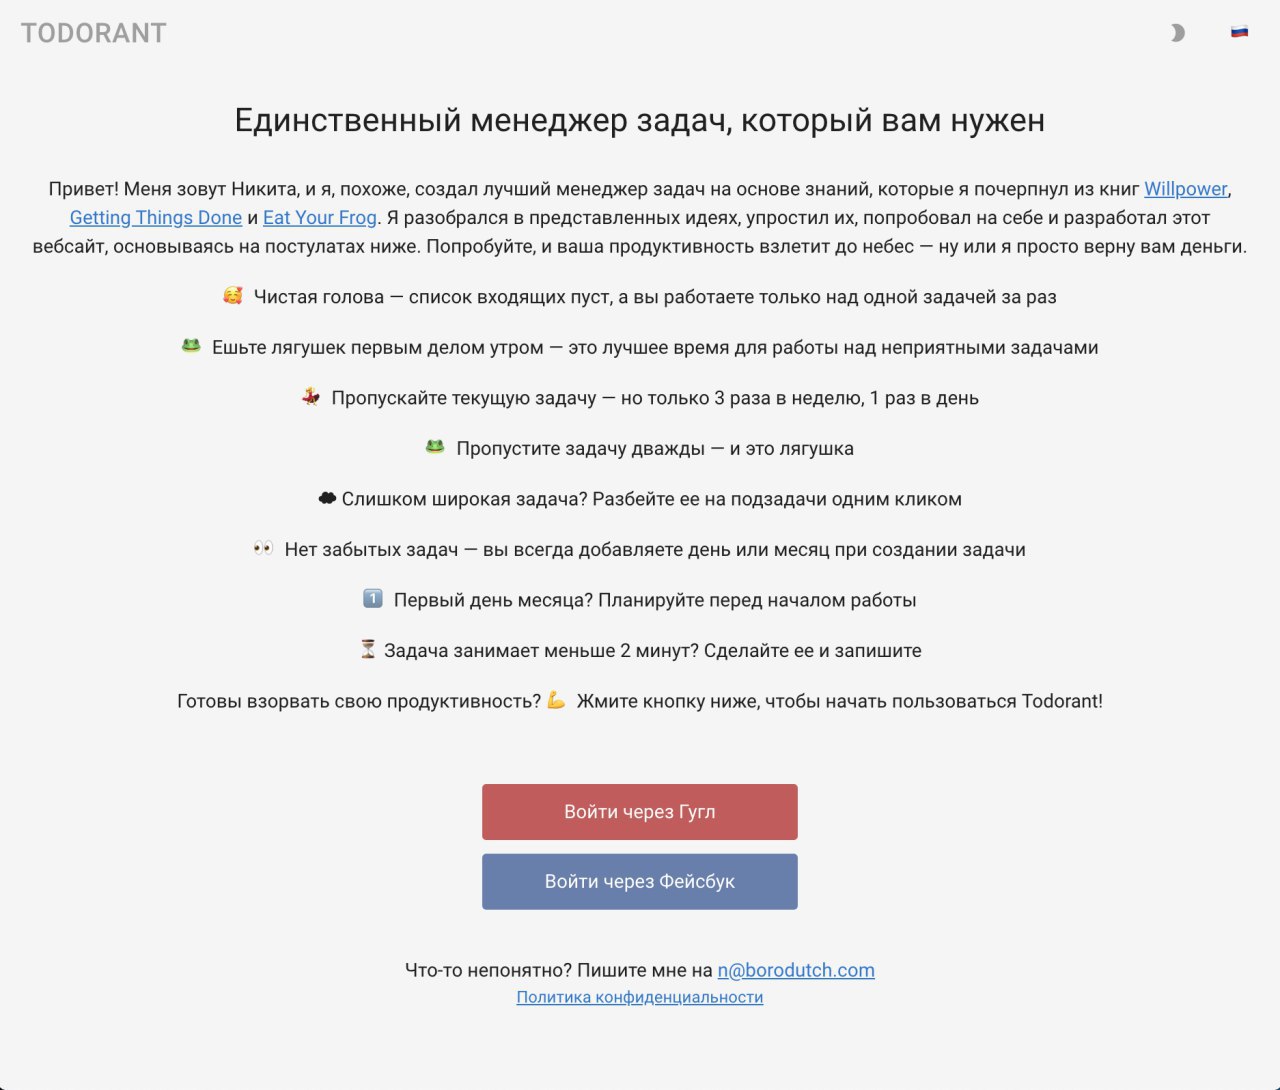 TODORANT
Единственный менеджер задач, который вам нужен
Привет! Меня зовут Никита, и я, похоже, создал лучший менеджер задач на основе знаний, которые я почерпнул из книг Willpower,
Getting Things Done и Eat Your Frog. Я разобрался в представленных идеях, упростил их, попробовал на себе и разработал этот
вебсайт, основываясь на постулатах ниже. Попробуйте, и ваша продуктивность взлетит до небес — ну или я просто верну вам деньги.
🥰 Чистая голова — список входящих пуст, а вы работаете только над одной задачей за раз
🐸 Ешьте лягушек первым делом утром — это лучшее время для работы над неприятными задачами
💃 Пропускайте текущую задачу — но только 3 раза в неделю, 1 раз в день
🐸 Пропустите задачу дважды — и это лягушка
🗪 Слишком широкая задача? Разбейте ее на подзадачи одним кликом
👀 Нет забытых задач — вы всегда добавляете день или месяц при создании задачи
1️⃣ Первый день месяца? Планируйте перед началом работы
⏳ Задача занимает меньше 2 минут? Сделайте ее и запишите
Готовы взорвать свою продуктивность? 💪 Жмите кнопку ниже, чтобы начать пользоваться Todorant!
Войти через Гугл
Войти через Фейсбук
Что-то непонятно? Пишите мне на n@borodutch.com
Политика конфиденциальности